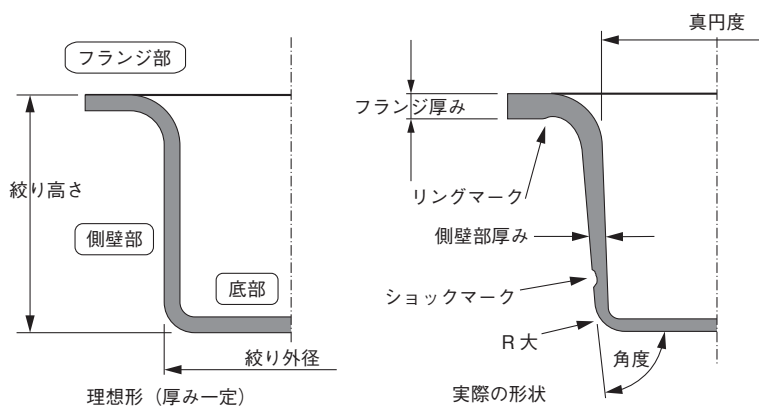 フランジ部
絞り高さ
側壁部
底部
絞り外径
理想形（厚み一定）
真円度
フランジ厚み
リングマーク
側壁部厚み
ショックマーク
R 大
角度
実際の形状